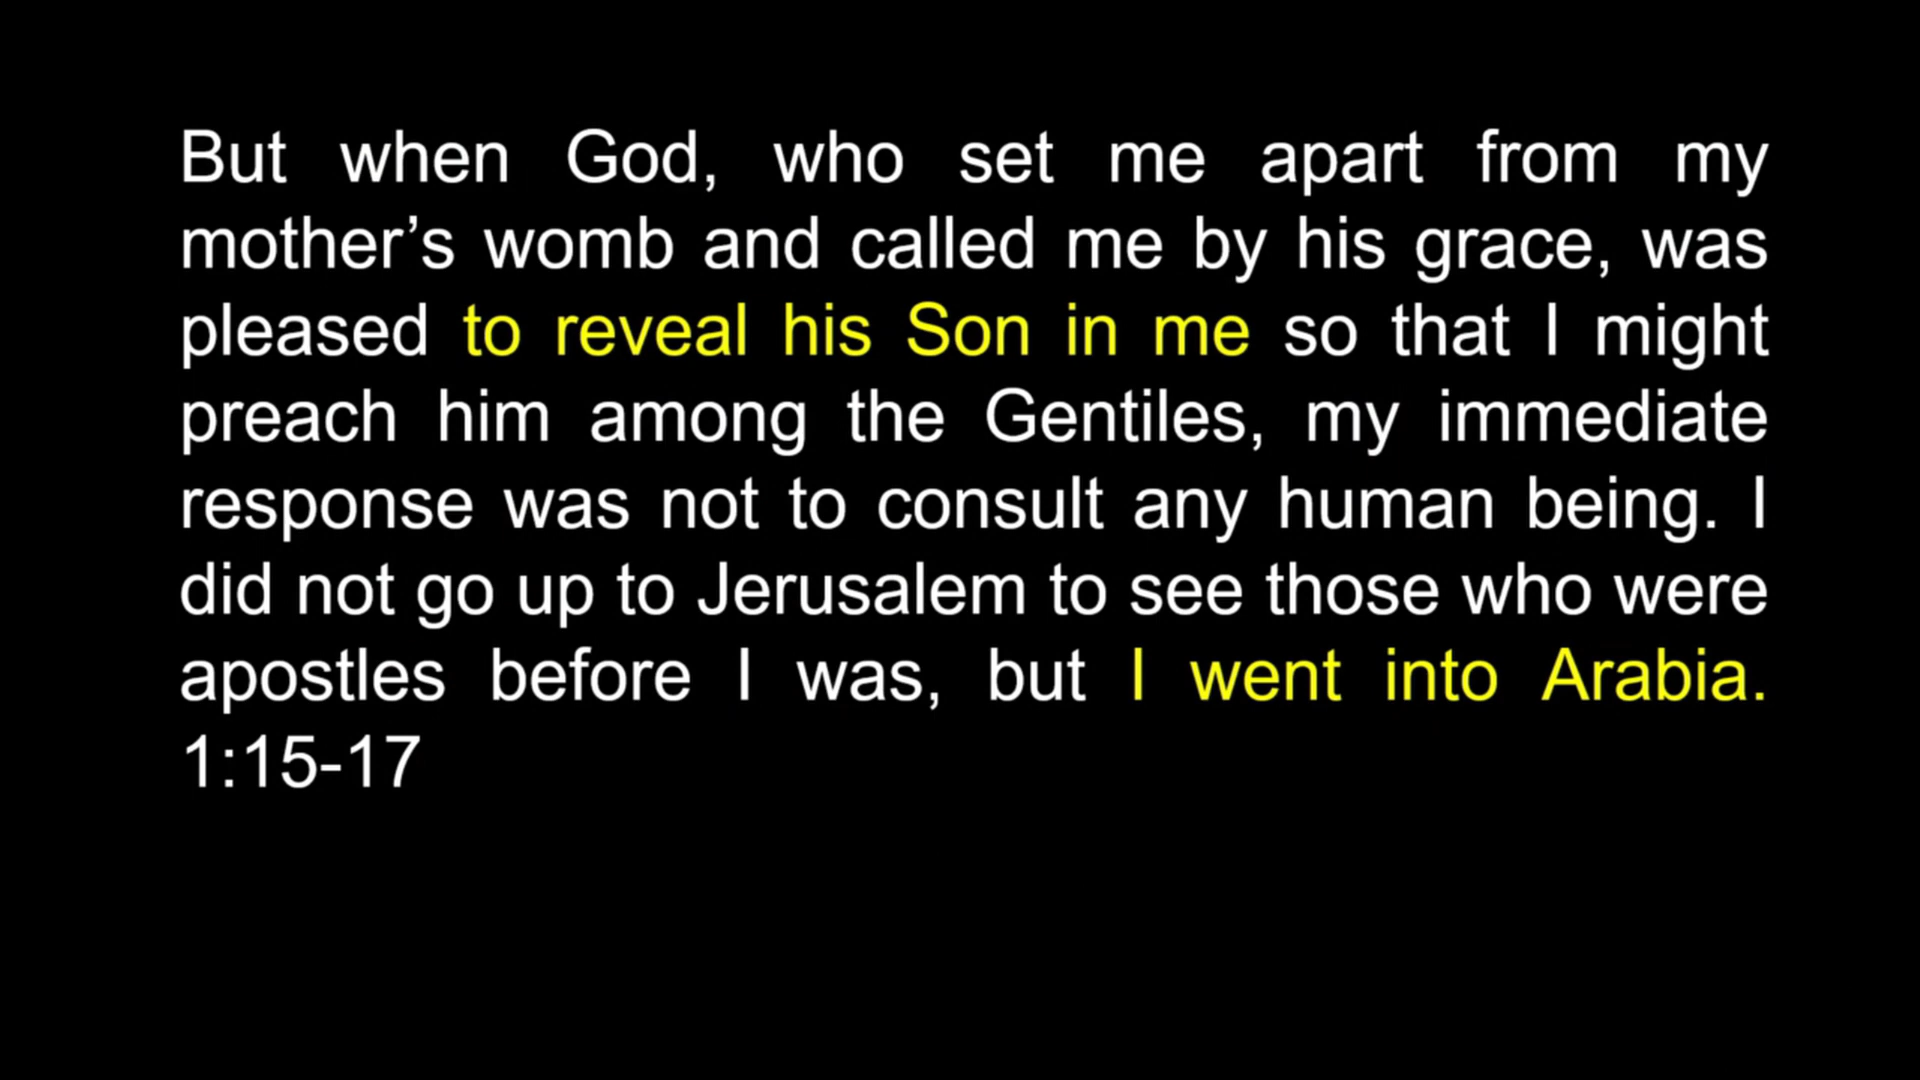 But when God, who set me apart from my
mother’s womb and called me by his grace, was
pleased to reveal his Son in me so that I might
preach him among the Gentiles, my immediate
response was not to consult any human being. I
did not go up to Jerusalem to see those who were
apostles before I was, but I went into Arabia.
1:15-17